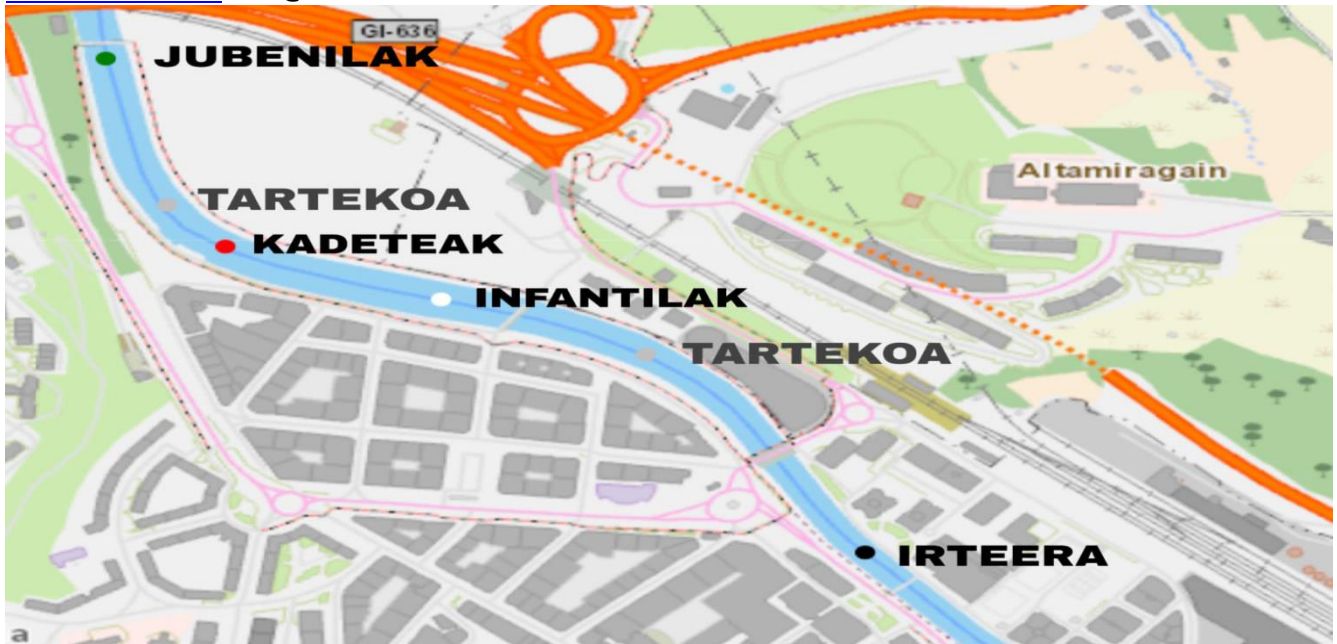 GI-636
JUBENILAK
Altamiragain
TARTEKOA
KADETEAK
INFANTILAK
TARTEKOA
IRTEERA
a